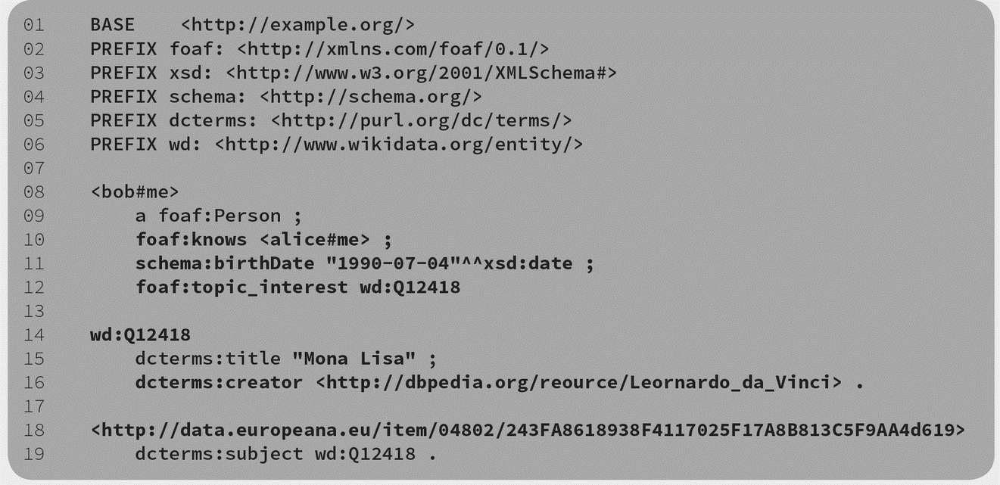 01 BASE <http://example.org/>
02 PREFIX foaf: <http://xmlns.com/foaf/0.1/>
03 PREFIX xsd: <http://www.w3.org/2001/XMLSchema#>
04 PREFIX schema: <http://schema.org/>
05 PREFIX dcterms: <http://purl.org/dc/terms/>
06 PREFIX wd: <http://www.wikidata.org/entity/>
07
08 <bob#me>
09 a foaf:Person ;
10 foaf:knows <alice#me> ;
11 schema:birthDate "1990-07-04"^^xsd:date ;
12 foaf:topic_interest wd:Q12418
13
14 wd:Q12418
15 dcterms:title "Mona Lisa" ;
16 dcterms:creator <http://dbpedia.org/reource/Leornardo_da_Vinci> .
17
18 <http://data.europeana.eu/item/04802/243FA8618938F4117025F17A8B813C5F9AA4d619>
19 dcterms:subject wd:Q12418 .